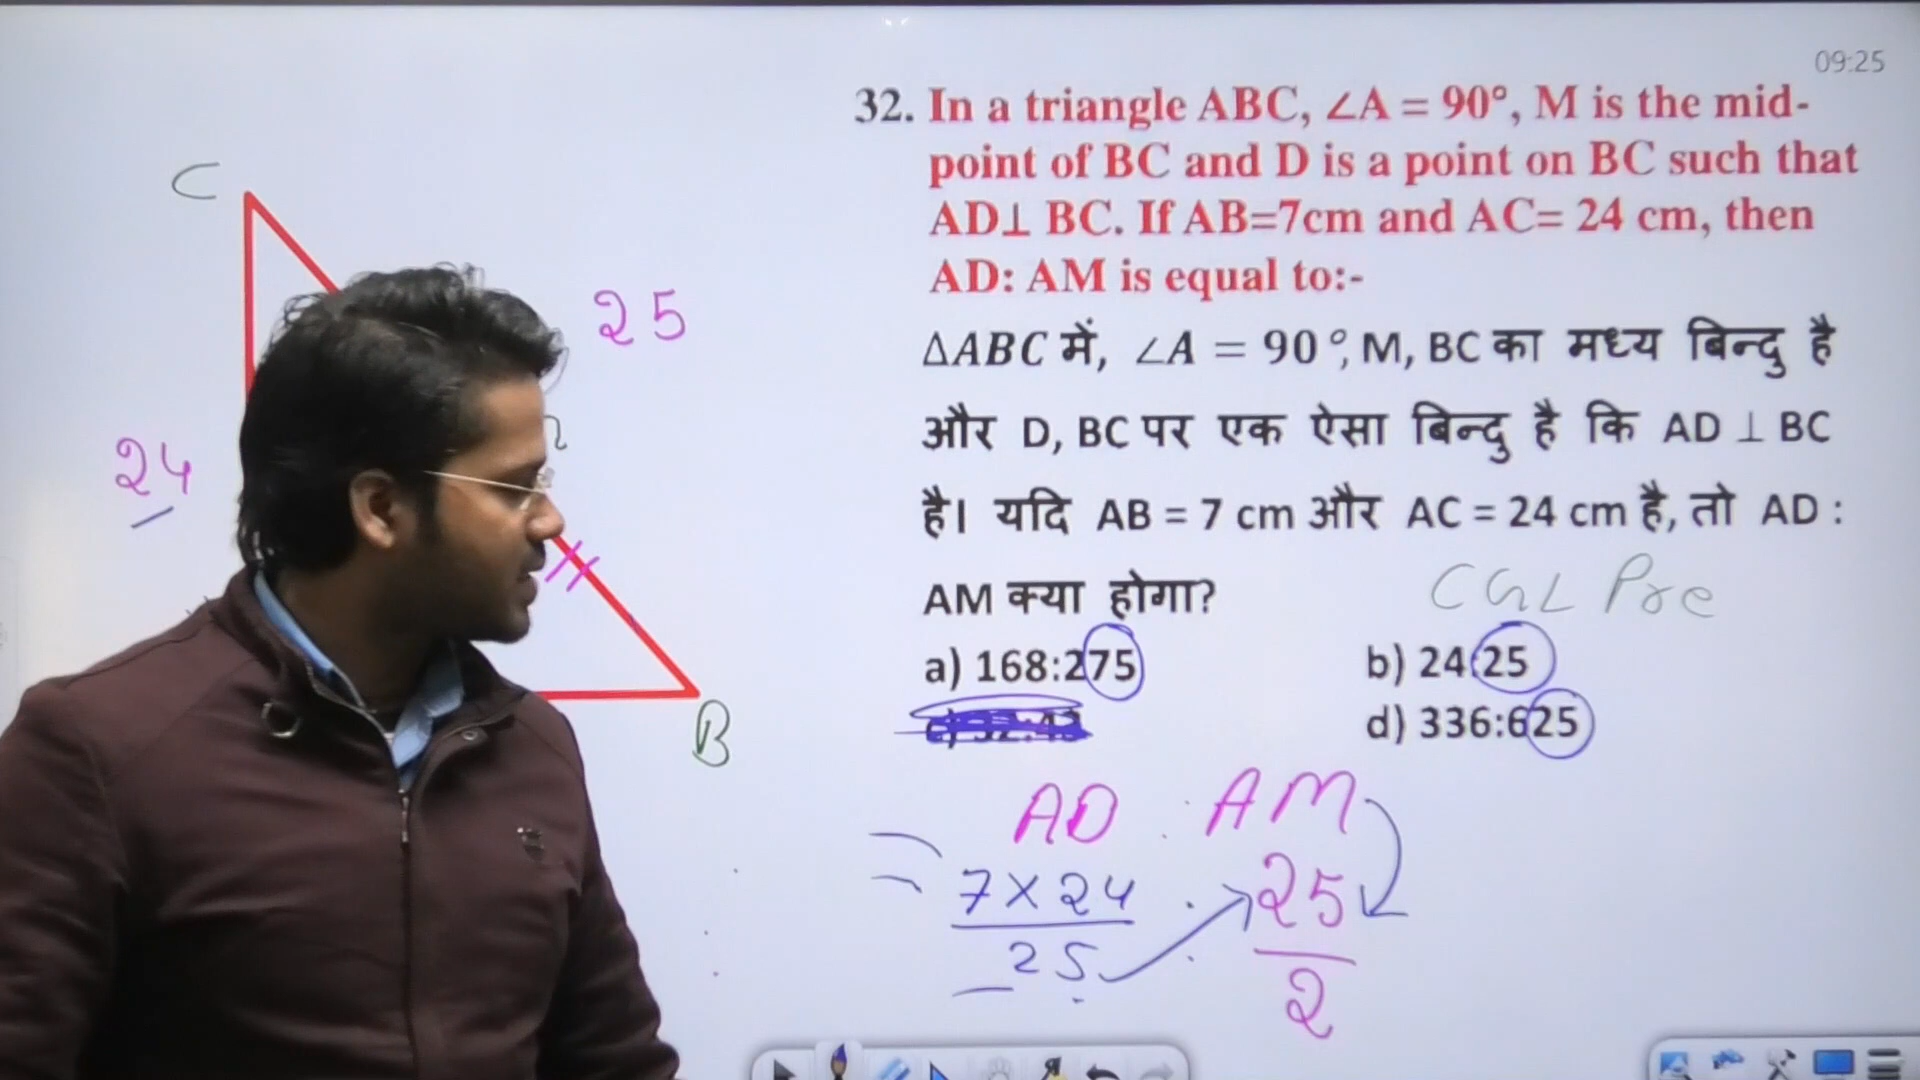 09:25
32. In a triangle ABC, ∠A = 90°, M is the mid-
point of BC and D is a point on BC such that
AD⊥ BC. If AB=7cm and AC= 24 cm, then
AD: AM is equal to:-
ΔABC में, ∠A = 90°, M, BC का मध्य बिन्दु है
और D, BC पर एक ऐसा बिन्दु है कि AD ⊥ BC
है। यदि AB = 7 cm और AC = 24 cm है, तो AD :
AM क्या होगा?
CGL Pre
a) 168:275
b) 24:25
d) 336:625
C
25
24
B
AD : AM
7×24 : 25
25
2